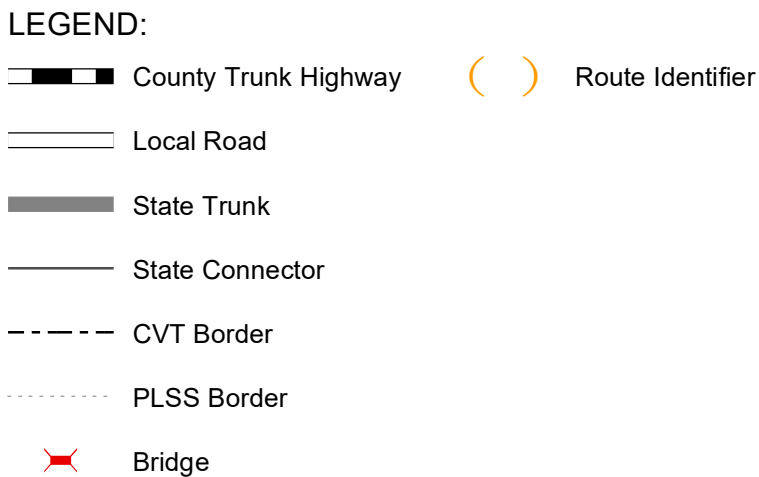 LEGEND:
County Trunk Highway
( ) Route Identifier
Local Road
State Trunk
State Connector
CVT Border
PLSS Border
Bridge